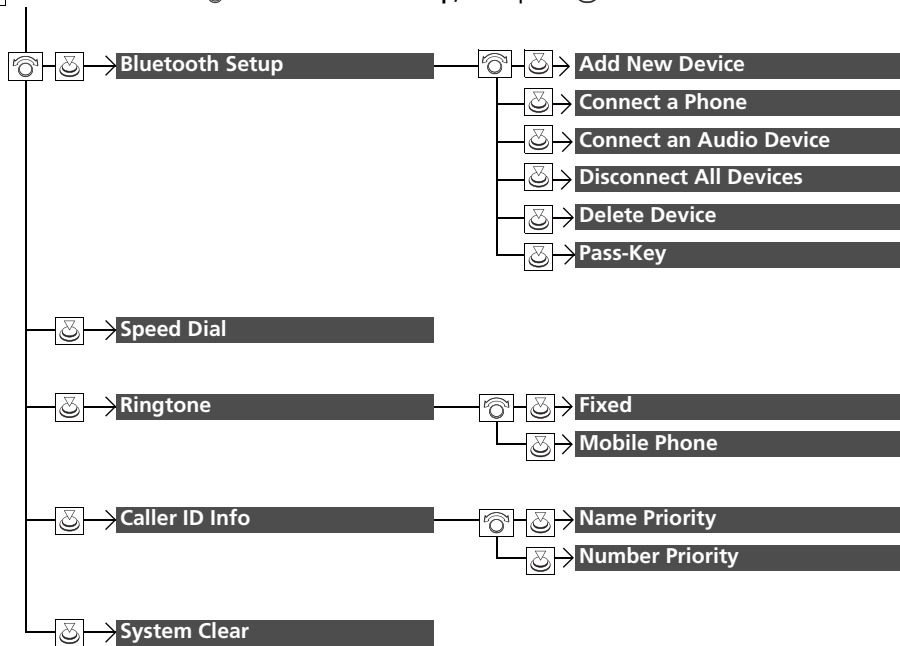 Bluetooth Setup
Add New Device
Connect a Phone
Connect an Audio Device
Disconnect All Devices
Delete Device
Pass-Key
Speed Dial
Ringtone
Fixed
Mobile Phone
Caller ID Info
Name Priority
Number Priority
System Clear